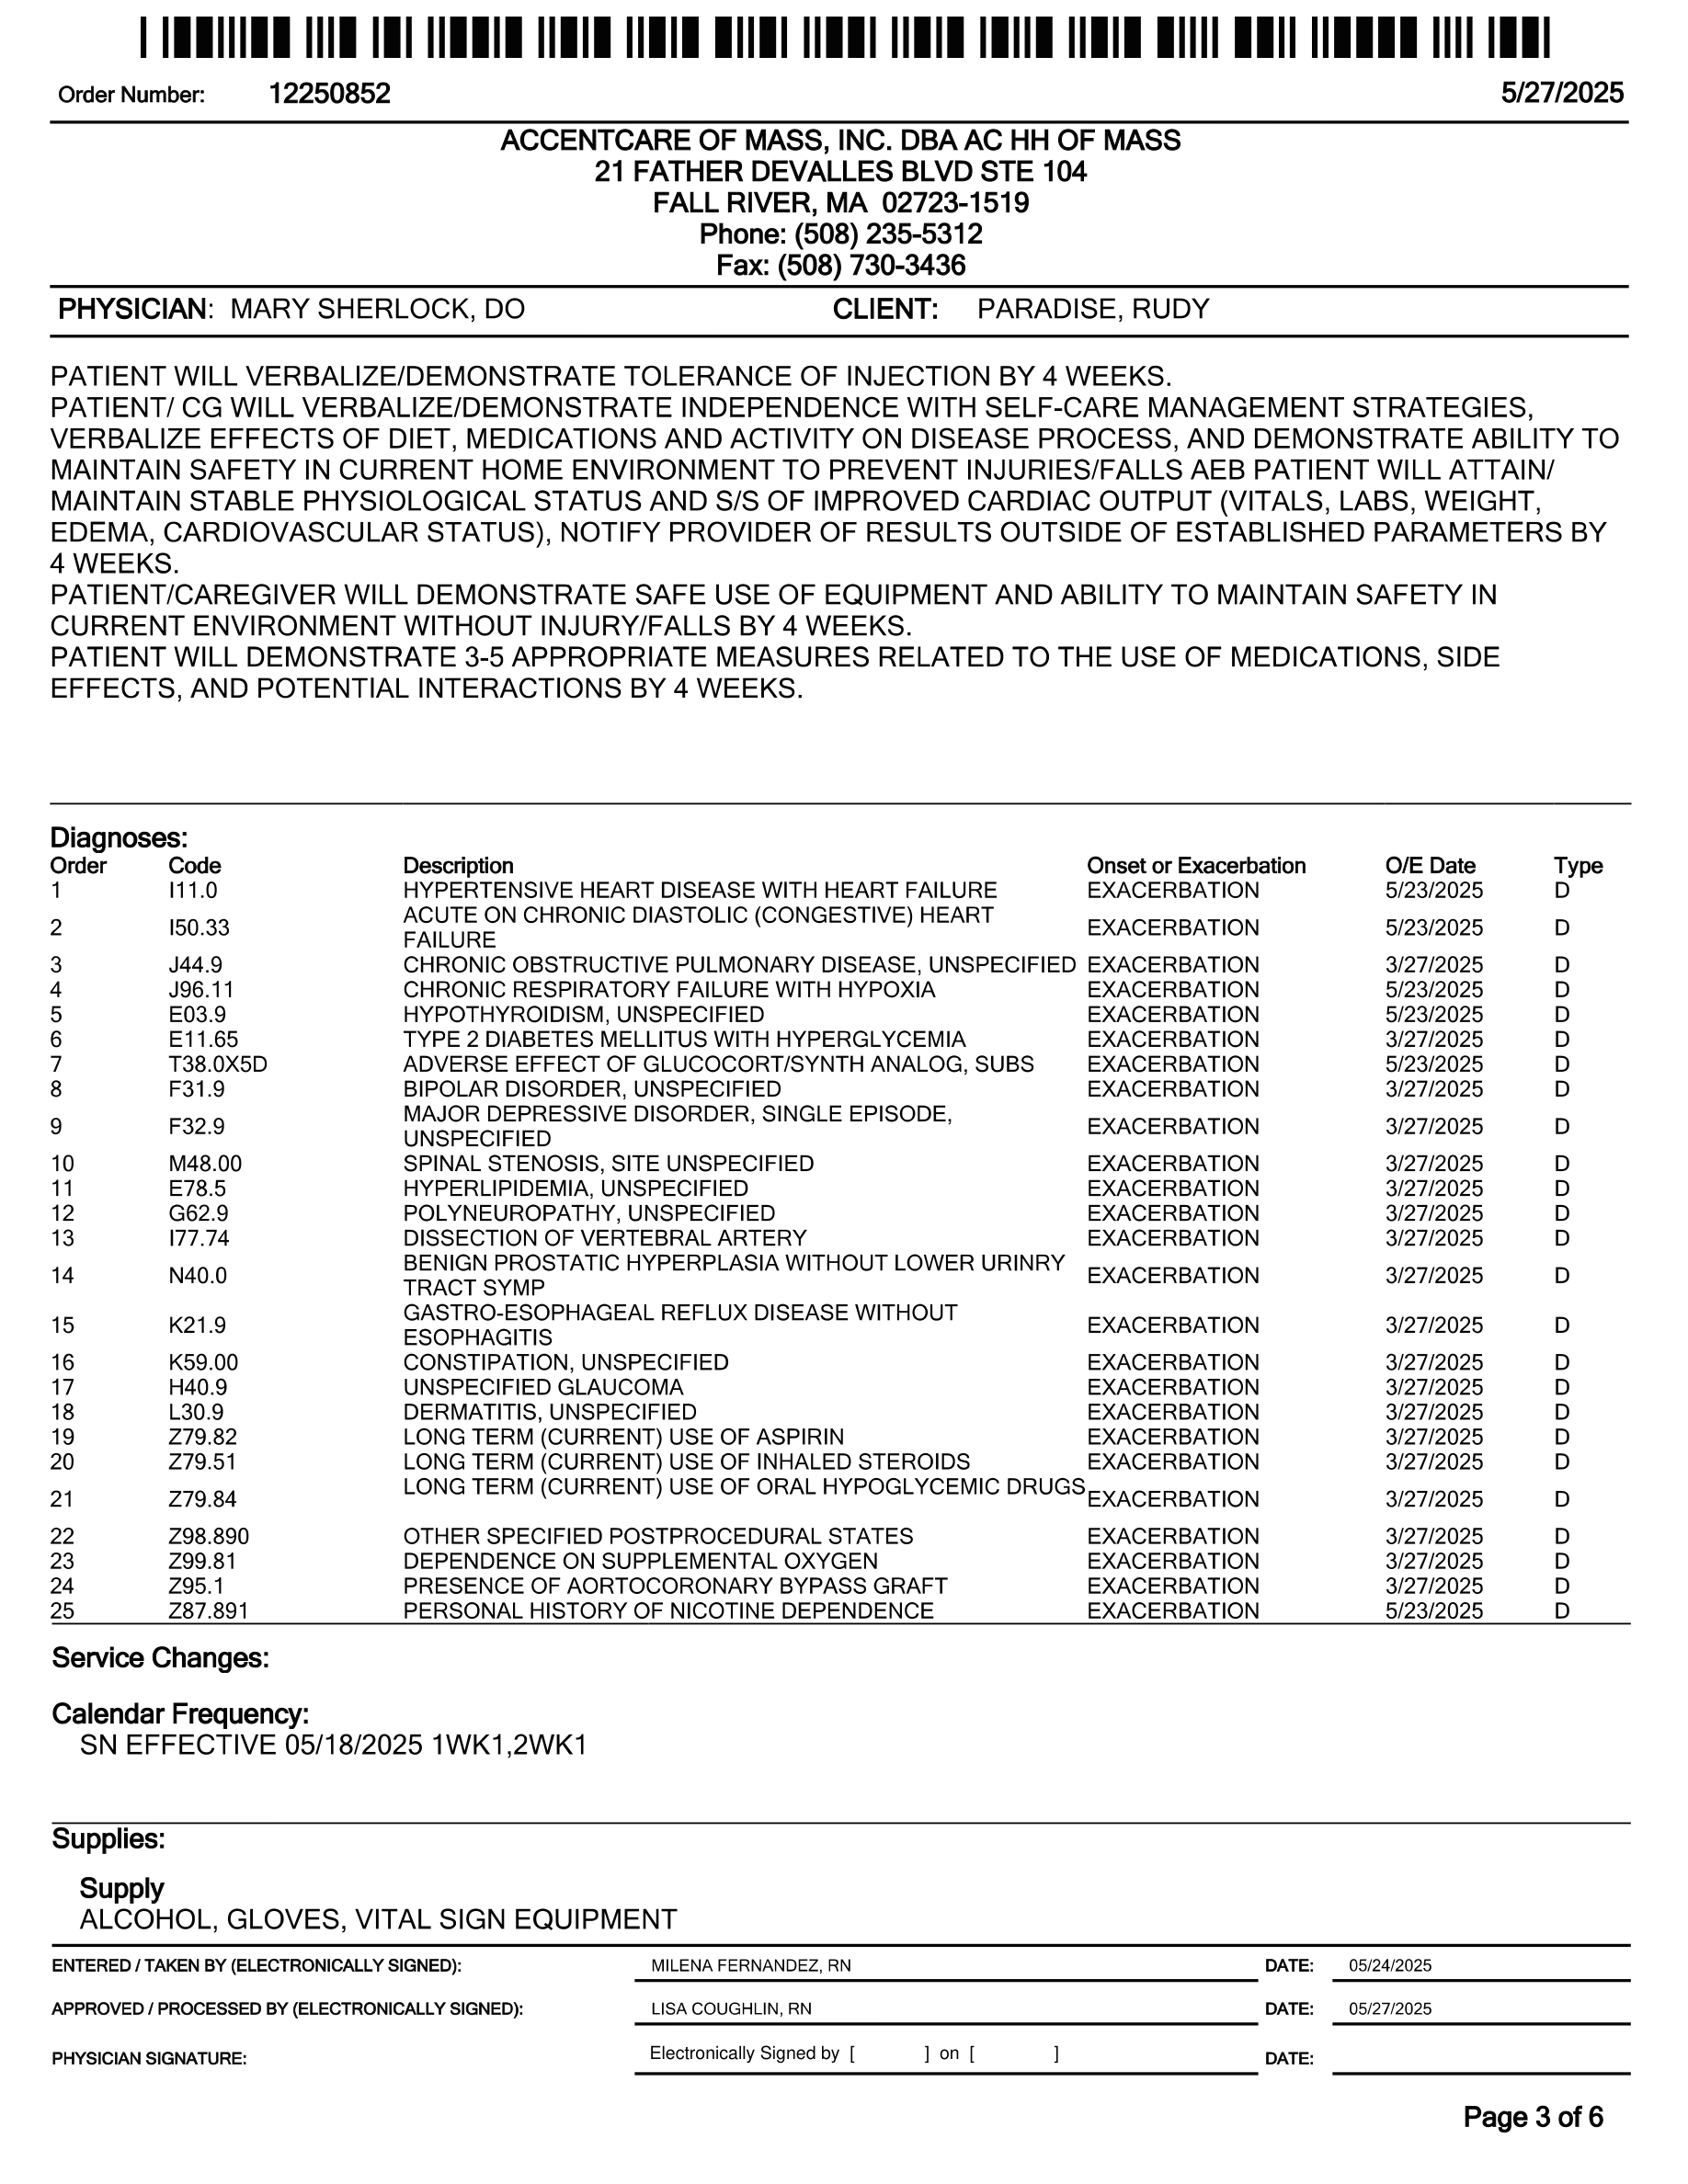 Order Number: 12250852 5/27/2025
ACCENTCARE OF MASS, INC. DBA AC HH OF MASS
21 FATHER DEVALLES BLVD STE 104
FALL RIVER, MA 02723-1519
Phone: (508) 235-5312
Fax: (508) 730-3436
PHYSICIAN: MARY SHERLOCK, DO CLIENT: PARADISE, RUDY
PATIENT WILL VERBALIZE/DEMONSTRATE TOLERANCE OF INJECTION BY 4 WEEKS.
PATIENT/ CG WILL VERBALIZE/DEMONSTRATE INDEPENDENCE WITH SELF-CARE MANAGEMENT STRATEGIES,
VERBALIZE EFFECTS OF DIET, MEDICATIONS AND ACTIVITY ON DISEASE PROCESS, AND DEMONSTRATE ABILITY TO
MAINTAIN SAFETY IN CURRENT HOME ENVIRONMENT TO PREVENT INJURIES/FALLS AEB PATIENT WILL ATTAIN/
MAINTAIN STABLE PHYSIOLOGICAL STATUS AND S/S OF IMPROVED CARDIAC OUTPUT (VITALS, LABS, WEIGHT,
EDEMA, CARDIOVASCULAR STATUS), NOTIFY PROVIDER OF RESULTS OUTSIDE OF ESTABLISHED PARAMETERS BY
4 WEEKS.
PATIENT/CAREGIVER WILL DEMONSTRATE SAFE USE OF EQUIPMENT AND ABILITY TO MAINTAIN SAFETY IN
CURRENT ENVIRONMENT WITHOUT INJURY/FALLS BY 4 WEEKS.
PATIENT WILL DEMONSTRATE 3-5 APPROPRIATE MEASURES RELATED TO THE USE OF MEDICATIONS, SIDE
EFFECTS, AND POTENTIAL INTERACTIONS BY 4 WEEKS.
Diagnoses:
Order Code Description Onset or Exacerbation O/E Date Type
1 I11.0 HYPERTENSIVE HEART DISEASE WITH HEART FAILURE EXACERBATION 5/23/2025 D
2 I50.33 ACUTE ON CHRONIC DIASTOLIC (CONGESTIVE) HEART
FAILURE EXACERBATION 5/23/2025 D
3 J44.9 CHRONIC OBSTRUCTIVE PULMONARY DISEASE, UNSPECIFIED EXACERBATION 3/27/2025 D
4 J96.11 CHRONIC RESPIRATORY FAILURE WITH HYPOXIA EXACERBATION 5/23/2025 D
5 E03.9 HYPOTHYROIDISM, UNSPECIFIED EXACERBATION 5/23/2025 D
6 E11.65 TYPE 2 DIABETES MELLITUS WITH HYPERGLYCEMIA EXACERBATION 3/27/2025 D
7 T38.0X5D ADVERSE EFFECT OF GLUCOCORT/SYNTH ANALOG, SUBS EXACERBATION 5/23/2025 D
8 F31.9 BIPOLAR DISORDER, UNSPECIFIED EXACERBATION 3/27/2025 D
9 F32.9 MAJOR DEPRESSIVE DISORDER, SINGLE EPISODE,
UNSPECIFIED EXACERBATION 3/27/2025 D
10 M48.00 SPINAL STENOSIS, SITE UNSPECIFIED EXACERBATION 3/27/2025 D
11 E78.5 HYPERLIPIDEMIA, UNSPECIFIED EXACERBATION 3/27/2025 D
12 G62.9 POLYNEUROPATHY, UNSPECIFIED EXACERBATION 3/27/2025 D
13 I77.74 DISSECTION OF VERTEBRAL ARTERY EXACERBATION 3/27/2025 D
14 N40.0 BENIGN PROSTATIC HYPERPLASIA WITHOUT LOWER URINRY
TRACT SYMP EXACERBATION 3/27/2025 D
15 K21.9 GASTRO-ESOPHAGEAL REFLUX DISEASE WITHOUT
ESOPHAGITIS EXACERBATION 3/27/2025 D
16 K59.00 CONSTIPATION, UNSPECIFIED EXACERBATION 3/27/2025 D
17 H40.9 UNSPECIFIED GLAUCOMA EXACERBATION 3/27/2025 D
18 L30.9 DERMATITIS, UNSPECIFIED EXACERBATION 3/27/2025 D
19 Z79.82 LONG TERM (CURRENT) USE OF ASPIRIN EXACERBATION 3/27/2025 D
20 Z79.51 LONG TERM (CURRENT) USE OF INHALED STEROIDS EXACERBATION 3/27/2025 D
21 Z79.84 LONG TERM (CURRENT) USE OF ORAL HYPOGLYCEMIC DRUGS EXACERBATION 3/27/2025 D
22 Z98.890 OTHER SPECIFIED POSTPROCEDURAL STATES EXACERBATION 3/27/2025 D
23 Z99.81 DEPENDENCE ON SUPPLEMENTAL OXYGEN EXACERBATION 3/27/2025 D
24 Z95.1 PRESENCE OF AORTOCORONARY BYPASS GRAFT EXACERBATION 3/27/2025 D
25 Z87.891 PERSONAL HISTORY OF NICOTINE DEPENDENCE EXACERBATION 5/23/2025 D
Service Changes:
Calendar Frequency:
SN EFFECTIVE 05/18/2025 1WK1,2WK1
Supplies:
Supply
ALCOHOL, GLOVES, VITAL SIGN EQUIPMENT
ENTERED / TAKEN BY (ELECTRONICALLY SIGNED): MILENA FERNANDEZ, RN DATE: 05/24/2025
APPROVED / PROCESSED BY (ELECTRONICALLY SIGNED): LISA COUGHLIN, RN DATE: 05/27/2025
PHYSICIAN SIGNATURE: Electronically Signed by [ ] on [ ] DATE:
Page 3 of 6